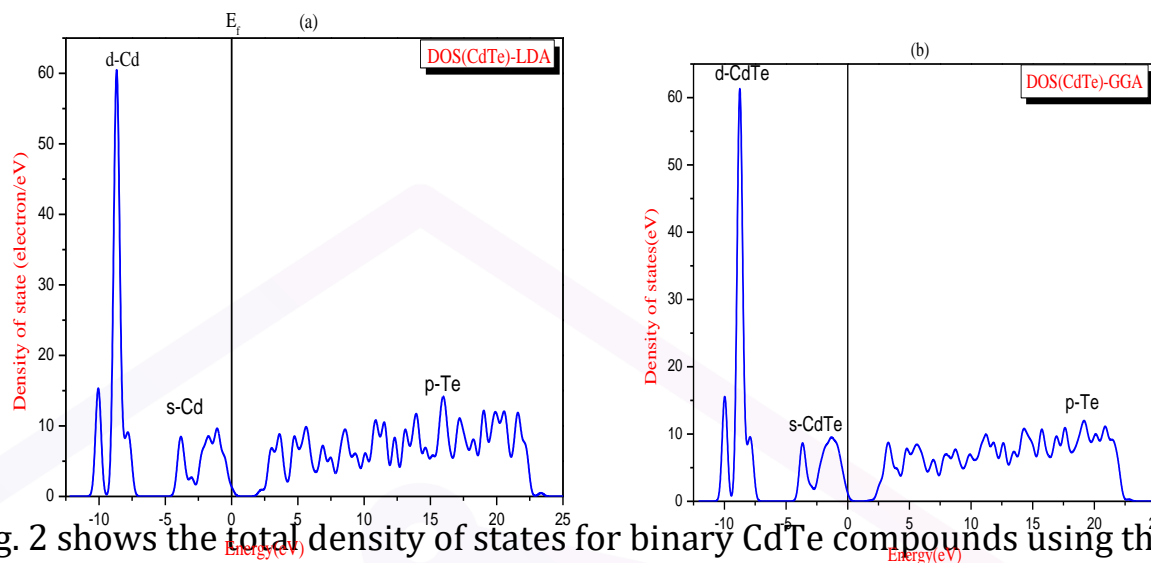 E_f (a)
DOS(CdTe)-LDA
d-Cd
s-Cd
p-Te
Density of state (electron/eV)
60
50
40
30
20
10
0
-10 -5 0 5 10 15 20 25
Energy(eV)
(b)
DOS(CdTe)-GGA
d-CdTe
s-CdTe
p-Te
Density of states(eV)
60
50
40
30
20
10
0
-10 -5 0 5 10 15 20
Energy(eV)
g. 2 shows the total density of states for binary CdTe compounds using th